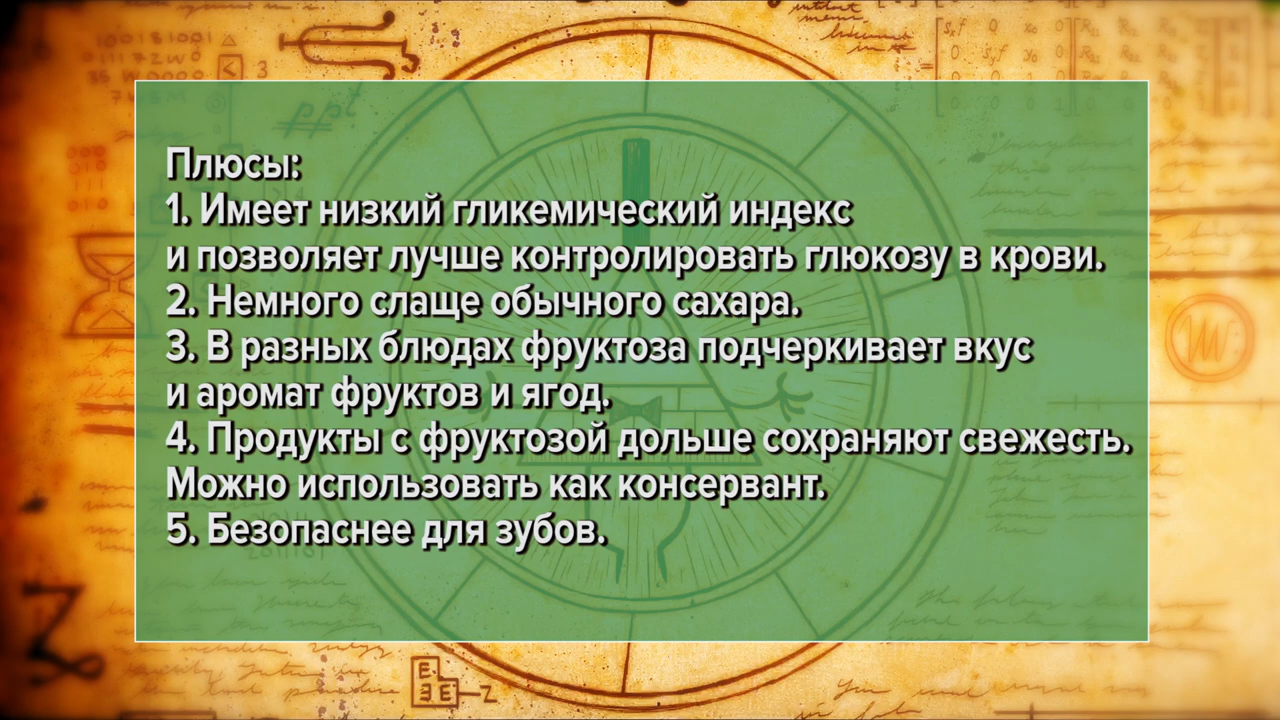 Плюсы:
1. Имеет низкий гликемический индекс
и позволяет лучше контролировать глюкозу в крови.
2. Немного слаще обычного сахара.
3. В разных блюдах фруктоза подчеркивает вкус
и аромат фруктов и ягод.
4. Продукты с фруктозой дольше сохраняют свежесть.
Можно использовать как консервант.
5. Безопаснее для зубов.